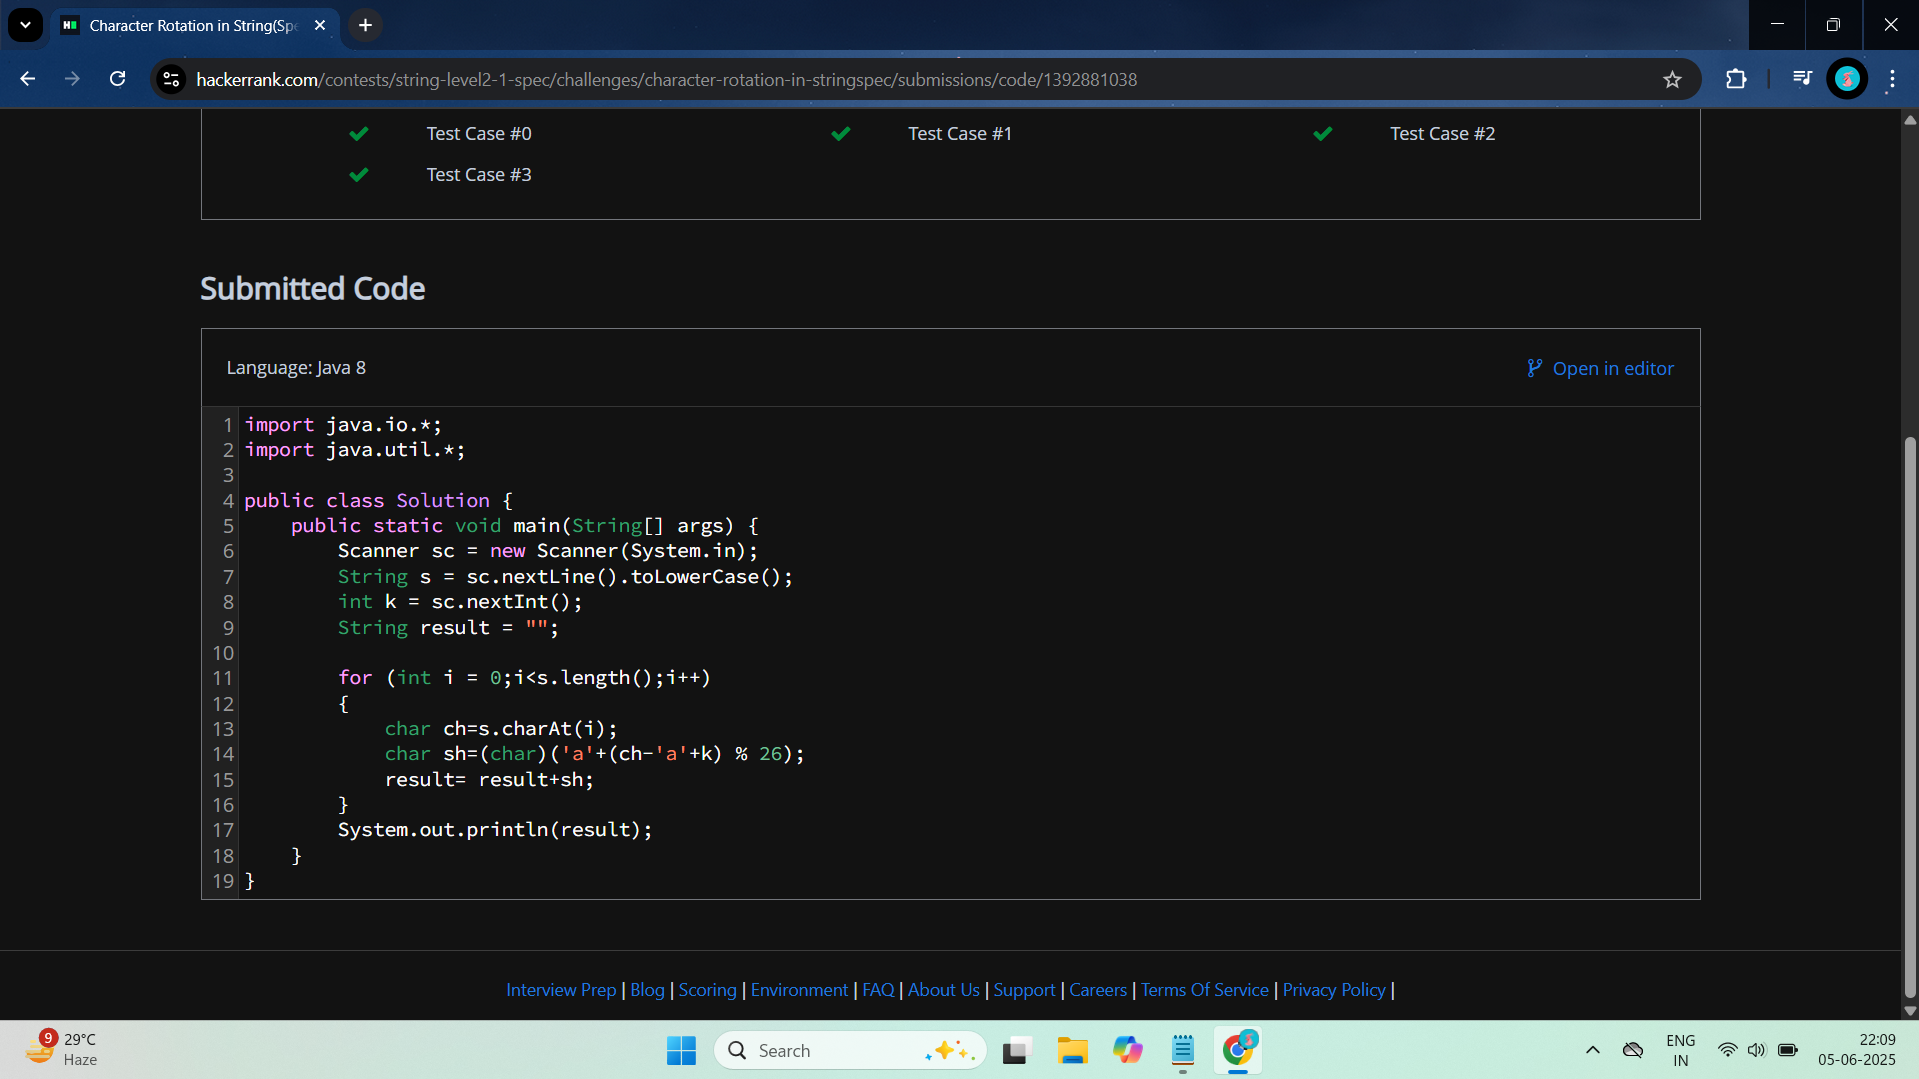 Character Rotation in String(Spe
hackerrank.com/contests/string-level2-1-spec/challenges/character-rotation-in-stringspec/submissions/code/1392881038
Test Case #0 Test Case #1 Test Case #2
Test Case #3
Submitted Code
Language: Java 8 Open in editor
1 import java.io.*;
2 import java.util.*;
3
4 public class Solution {
5 public static void main(String[] args) {
6 Scanner sc = new Scanner(System.in);
7 String s = sc.nextLine().toLowerCase();
8 int k = sc.nextInt();
9 String result = "";
10
11 for (int i = 0;i<s.length();i++)
12 {
13 char ch=s.charAt(i);
14 char sh=(char)('a'+(ch-'a'+k) % 26);
15 result= result+sh;
16 }
17 System.out.println(result);
18 }
19 }
Interview Prep | Blog | Scoring | Environment | FAQ | About Us | Support | Careers | Terms Of Service | Privacy Policy |
9 29°C
Haze
Search
ENG
IN
22:09
05-06-2025